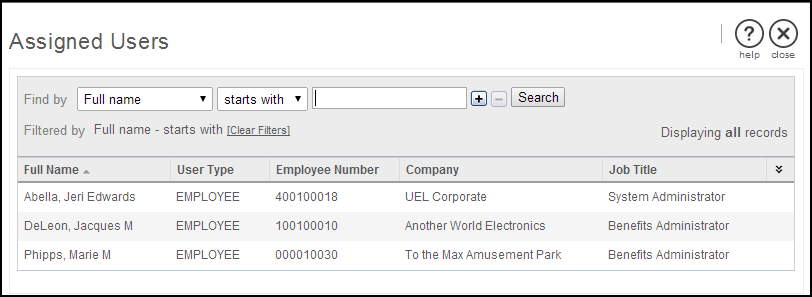 Assigned Users
help close
Find by Full name starts with Search
Filtered by Full name - starts with [Clear Filters]
Displaying all records
Full Name User Type Employee Number Company Job Title
Abella, Jeri Edwards EMPLOYEE 400100018 UEL Corporate System Administrator
DeLeon, Jacques M EMPLOYEE 100100010 Another World Electronics Benefits Administrator
Phipps, Marie M EMPLOYEE 000010030 To the Max Amusement Park Benefits Administrator